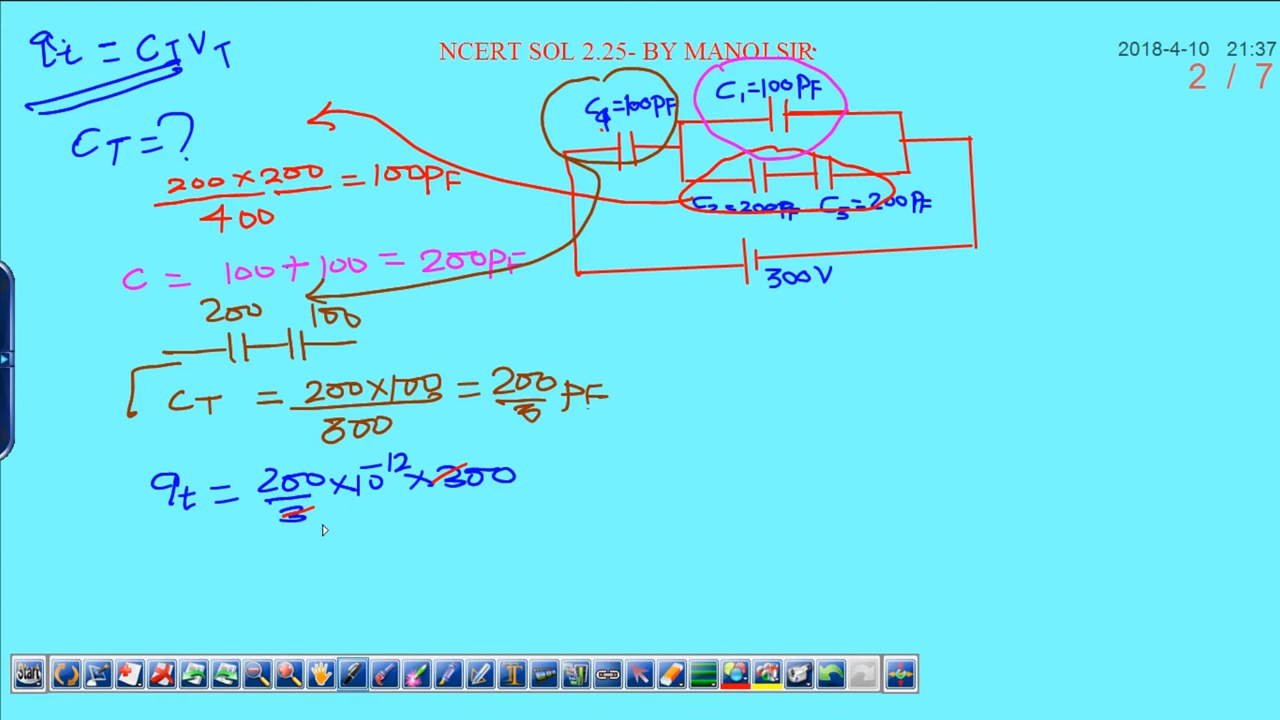 qt = CT VT
NCERT SOL 2.25- BY MANOJ SIR
2018-4-10 21:37
2 / 7
CT = ?
C4=100PF
C1=100PF
200×200/400 = 100PF
C2=200PF C3=200PF
C = 100+100 = 200PF
300V
200 100
CT = 200×100/300 = 200/3 PF
qt = 200/3 ×10^-12 ×300
Start